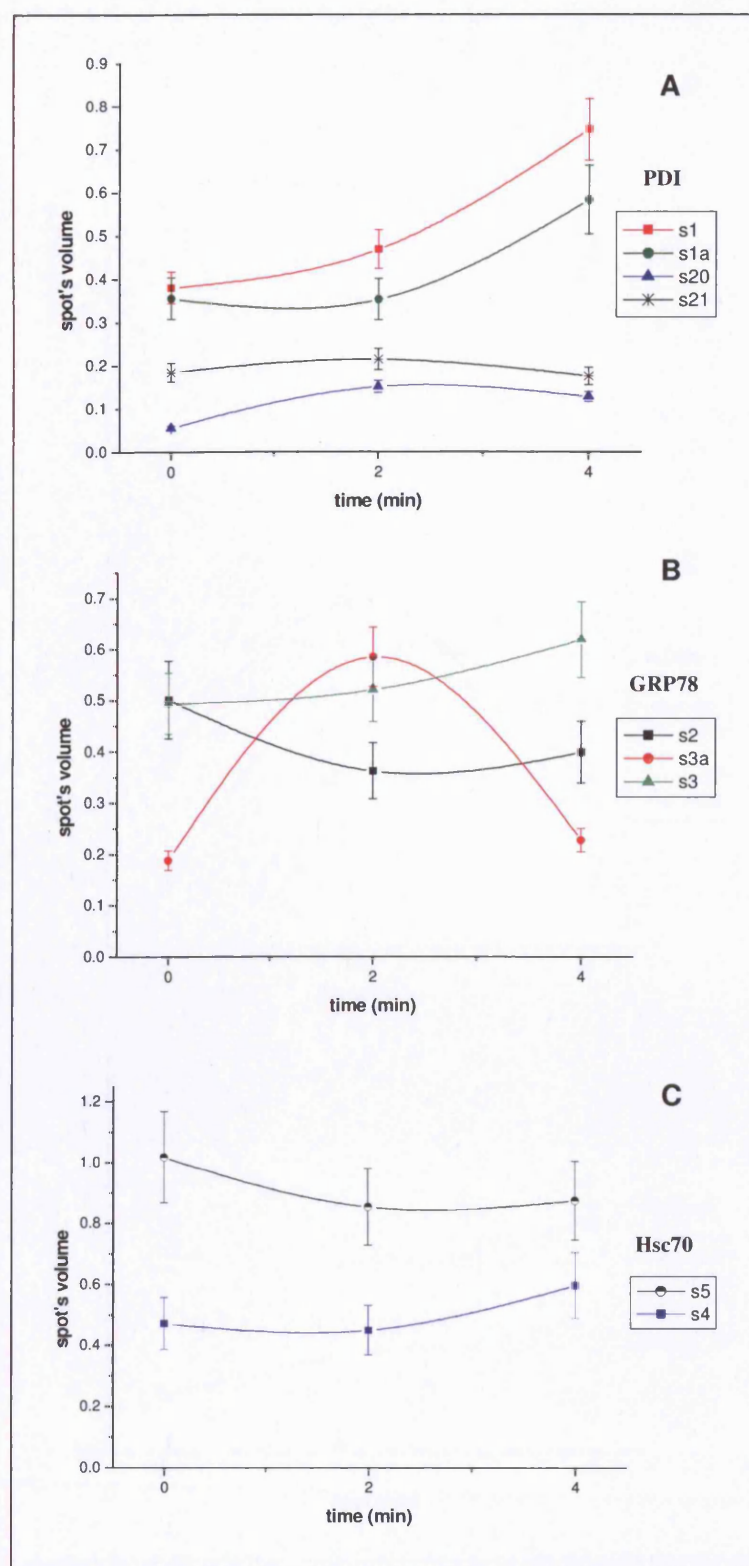 A
0.9
0.8
0.7
0.6
0.5
0.4
0.3
0.2
0.1
0.0
spot's volume
0 2 4
time (min)
PDI
s1
s1a
s20
s21
B
0.7
0.6
0.5
0.4
0.3
0.2
0.1
0.0
spot's volume
0 2 4
time (min)
GRP78
s2
s3a
s3
C
1.2
1.0
0.8
0.6
0.4
0.2
0.0
spot's volume
0 2 4
time (min)
Hsc70
s5
s4